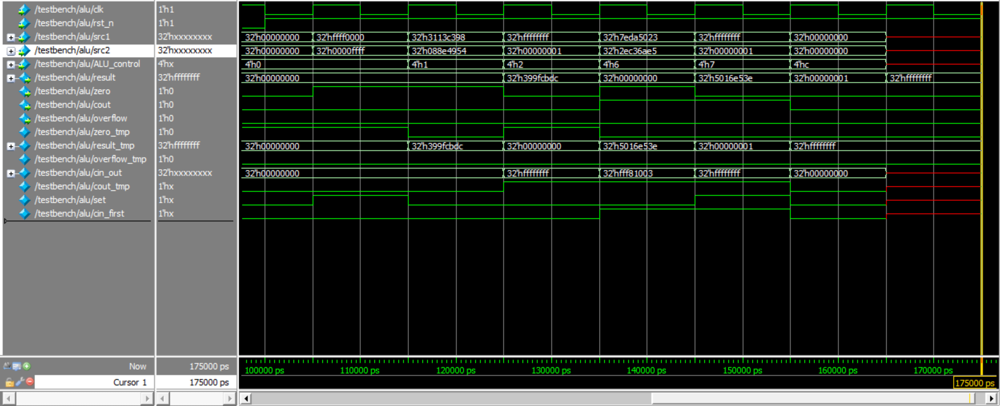 /testbench/alu/clk 1'h1
/testbench/alu/rst_n 1'h1
/testbench/alu/src1 32'hxxxxxxxx 32'h00000000 32'hffff0000 32'h3113c398 32'hffffffff 32'h7eda5023 32'hffffffff 32'h00000000
/testbench/alu/src2 32'hxxxxxxxx 32'h00000000 32'h0000ffff 32'h088e4954 32'h00000001 32'h2ec36ae5 32'h00000001 32'h00000000
/testbench/alu/ALU_control 4'hx 4'h0 4'h1 4'h2 4'h6 4'h7 4'hc
/testbench/alu/result 32'hffffffff 32'h00000000 32'h399fcbdc 32'h00000000 32'h5016e53e 32'h00000001 32'hffffffff
/testbench/alu/zero 1'h0
/testbench/alu/cout 1'h0
/testbench/alu/overflow 1'h0
/testbench/alu/zero_tmp 1'h0
/testbench/alu/result_tmp 32'hffffffff 32'h00000000 32'h399fcbdc 32'h00000000 32'h5016e53e 32'h00000001 32'hffffffff
/testbench/alu/overflow_tmp 1'h0
/testbench/alu/cin_out 32'hxxxxxxxx 32'h00000000 32'hffffffff 32'hfff81003 32'hffffffff 32'h00000000
/testbench/alu/cout_tmp 1'hx
/testbench/alu/set 1'hx
/testbench/alu/cin_first 1'hx
Now 175000 ps 100000 ps 110000 ps 120000 ps 130000 ps 140000 ps 150000 ps 160000 ps 170000 ps
Cursor 1 175000 ps 175000 ps